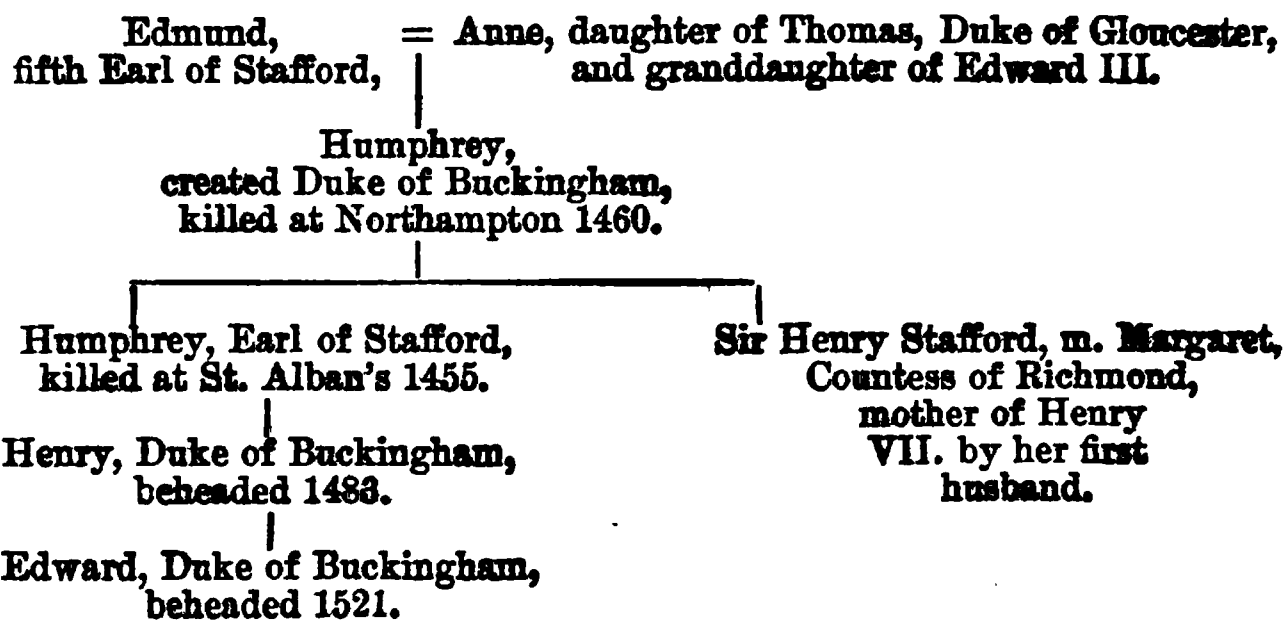 Edmund, = Anne, daughter of Thomas, Duke of Gloucester,
fifth Earl of Stafford, and granddaughter of Edward III.
Humphrey,
created Duke of Buckingham,
killed at Northampton 1460.
Humphrey, Earl of Stafford,
killed at St. Alban's 1455.
Henry, Duke of Buckingham,
beheaded 1483.
Edward, Duke of Buckingham,
beheaded 1521.
Sir Henry Stafford, m. Margaret,
Countess of Richmond,
mother of Henry
VII. by her first
husband.